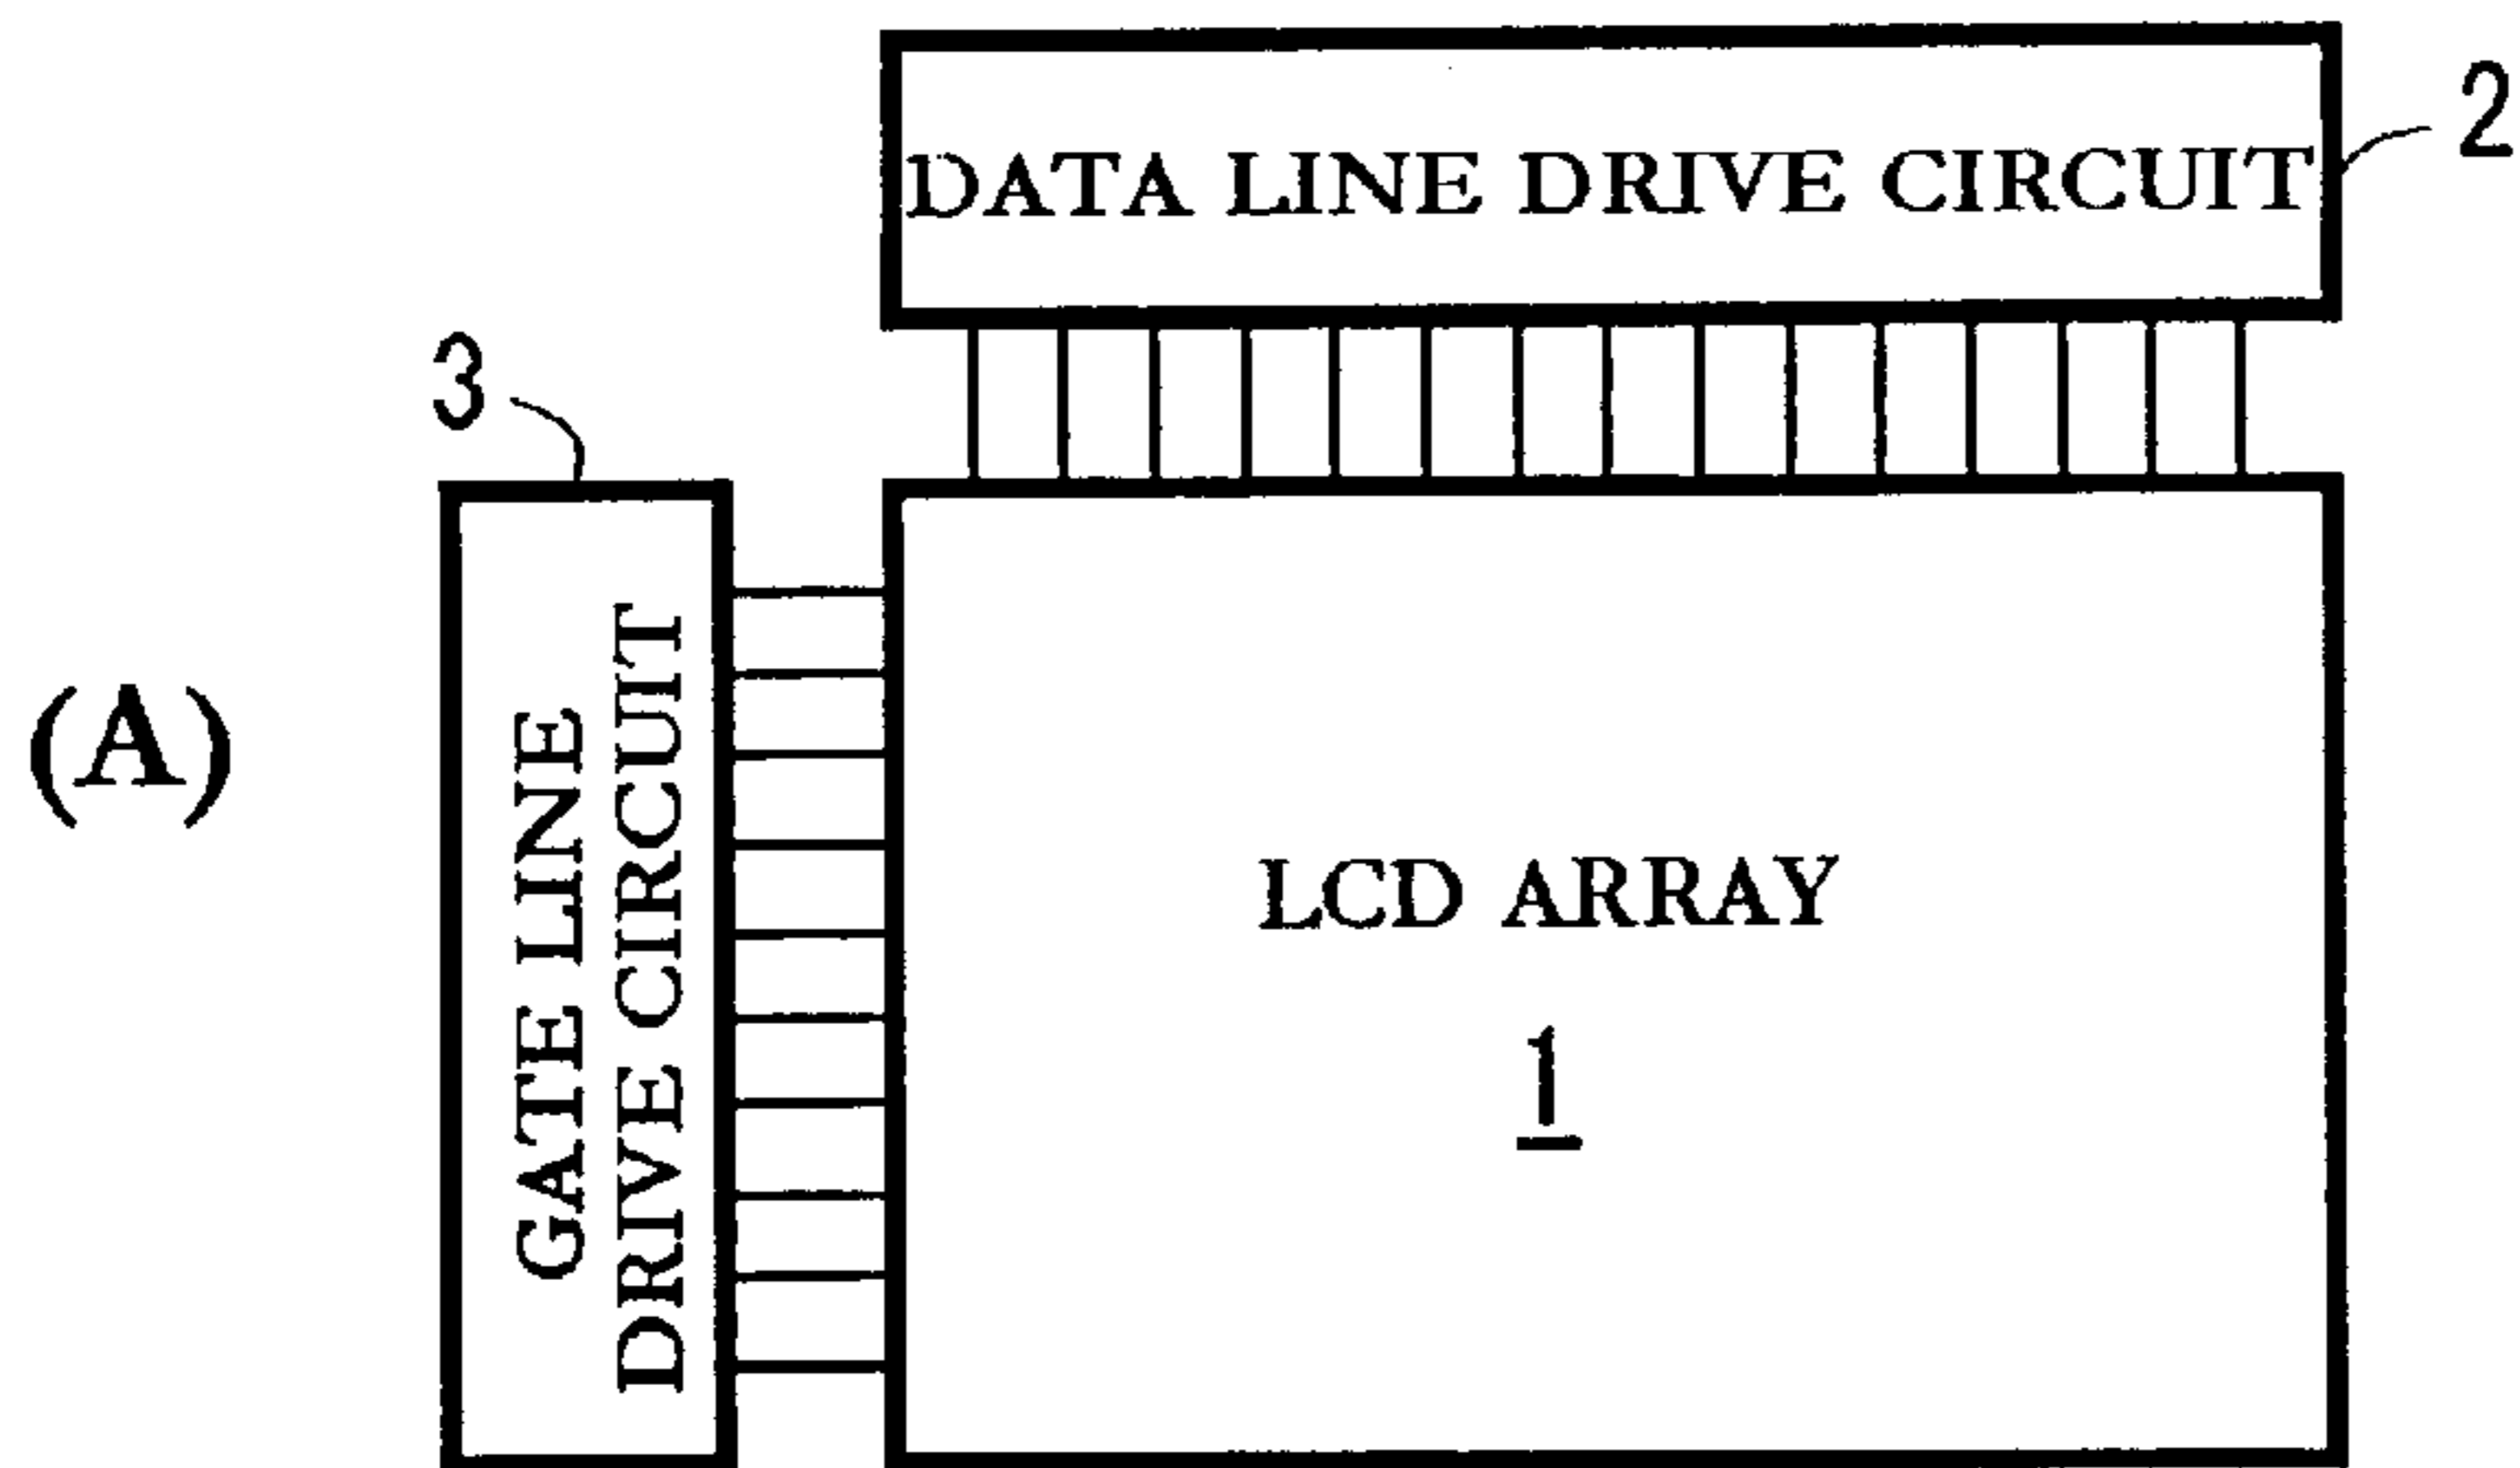 DATA LINE DRIVE CIRCUIT
2
3
(A)
GATE LINE
DRIVE CIRCUIT
LCD ARRAY
1